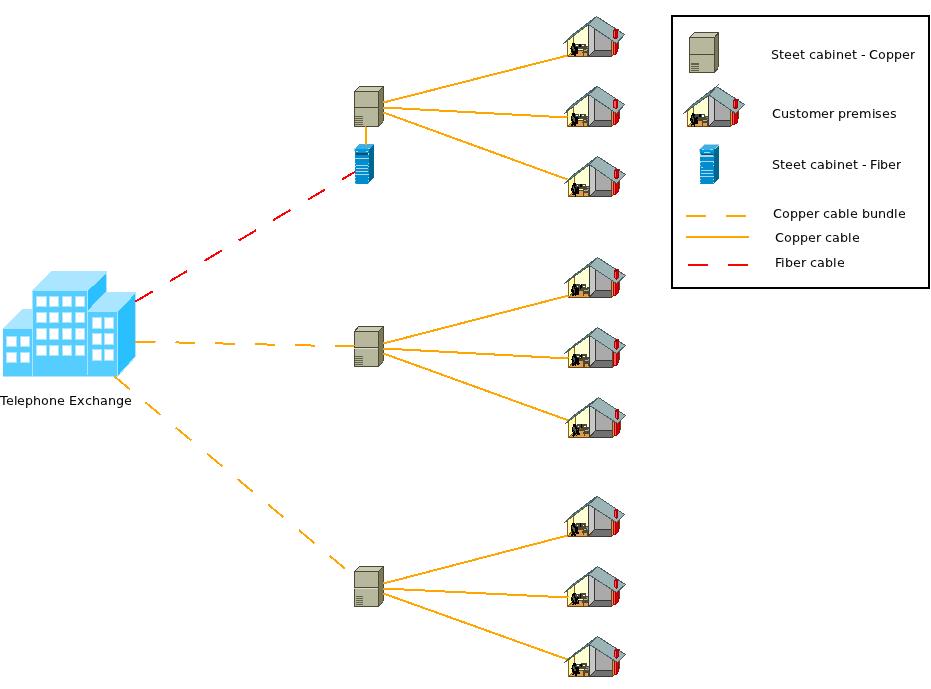 Steet cabinet - Copper
Customer premises
Steet cabinet - Fiber
Copper cable bundle
Copper cable
Fiber cable
Telephone Exchange